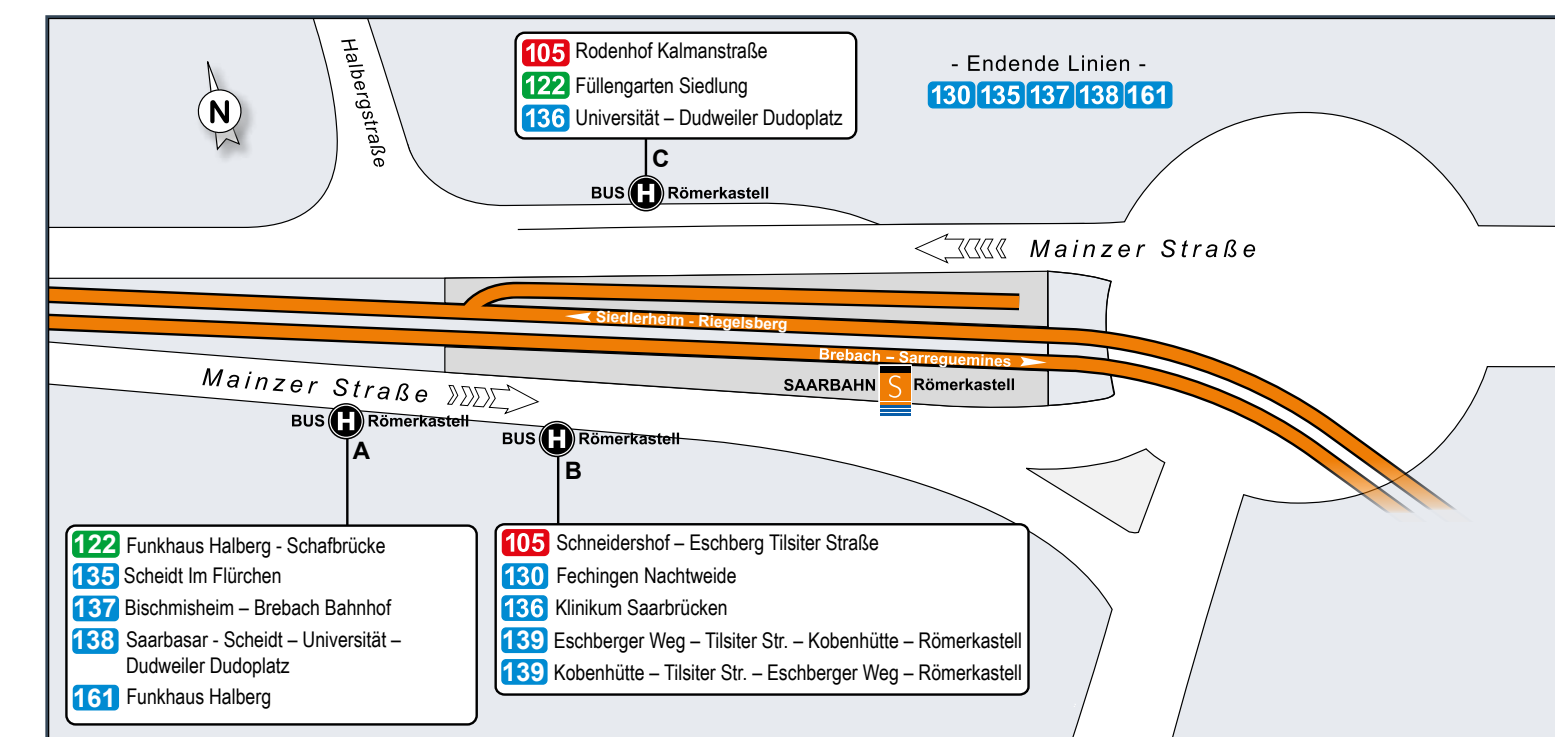 Halbergstraße
N
105 Rodenhof Kalmanstraße
122 Füllengarten Siedlung
136 Universität – Dudweiler Dudoplatz
C
BUS H Römerkastell
- Endende Linien -
130 135 137 138 161
Mainzer Straße
Siedlerheim - Riegelsberg
Brebach – Sarreguemines
SAARBAHN S Römerkastell
Mainzer Straße
BUS H Römerkastell
A
BUS H Römerkastell
B
122 Funkhaus Halberg - Schafbrücke
135 Scheidt Im Flürchen
137 Bischmisheim – Brebach Bahnhof
138 Saarbasar - Scheidt – Universität –
Dudweiler Dudoplatz
161 Funkhaus Halberg
105 Schneidershof – Eschberg Tilsiter Straße
130 Fechingen Nachtweide
136 Klinikum Saarbrücken
139 Eschberger Weg – Tilsiter Str. – Kobenhütte – Römerkastell
139 Kobenhütte – Tilsiter Str. – Eschberger Weg – Römerkastell